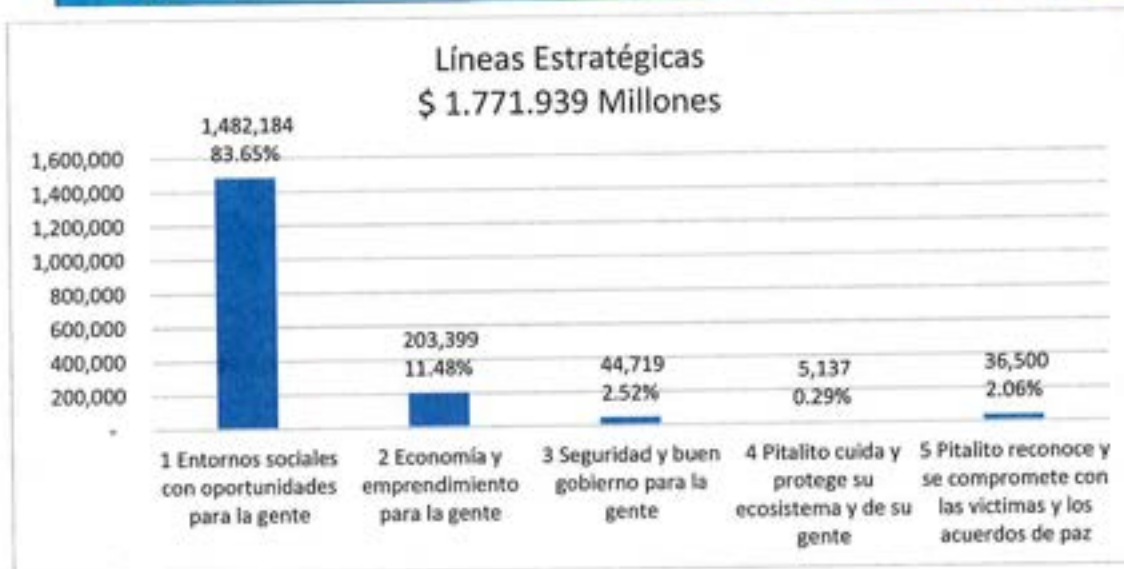 Líneas Estratégicas
$ 1.771.939 Millones
1,600,000
1,400,000
1,200,000
1,000,000
800,000
600,000
400,000
200,000
-
1,482,184
83.65%
203,399
11.48%
44,719
2.52%
5,137
0.29%
36,500
2.06%
1 Entornos sociales
con oportunidades
para la gente
2 Economía y
emprendimiento
para la gente
3 Seguridad y buen
gobierno para la
gente
4 Pitalito cuida y
protege su
ecosistema y de su
gente
5 Pitalito reconoce y
se compromete con
las victimas y los
acuerdos de paz